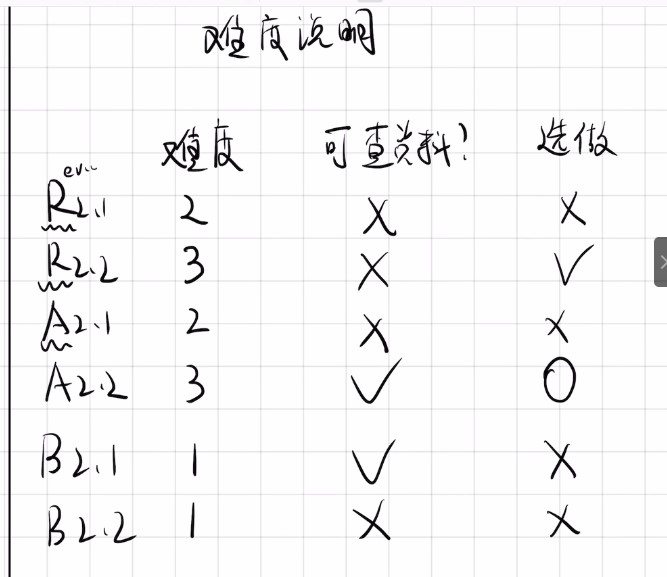 难度说明
难度 可查资料? 选做
R2.1 2 X X
R2.2 3 X ✓
A2.1 2 X X
A2.2 3 ✓ O
B2.1 1 ✓ X
B2.2 1 X X